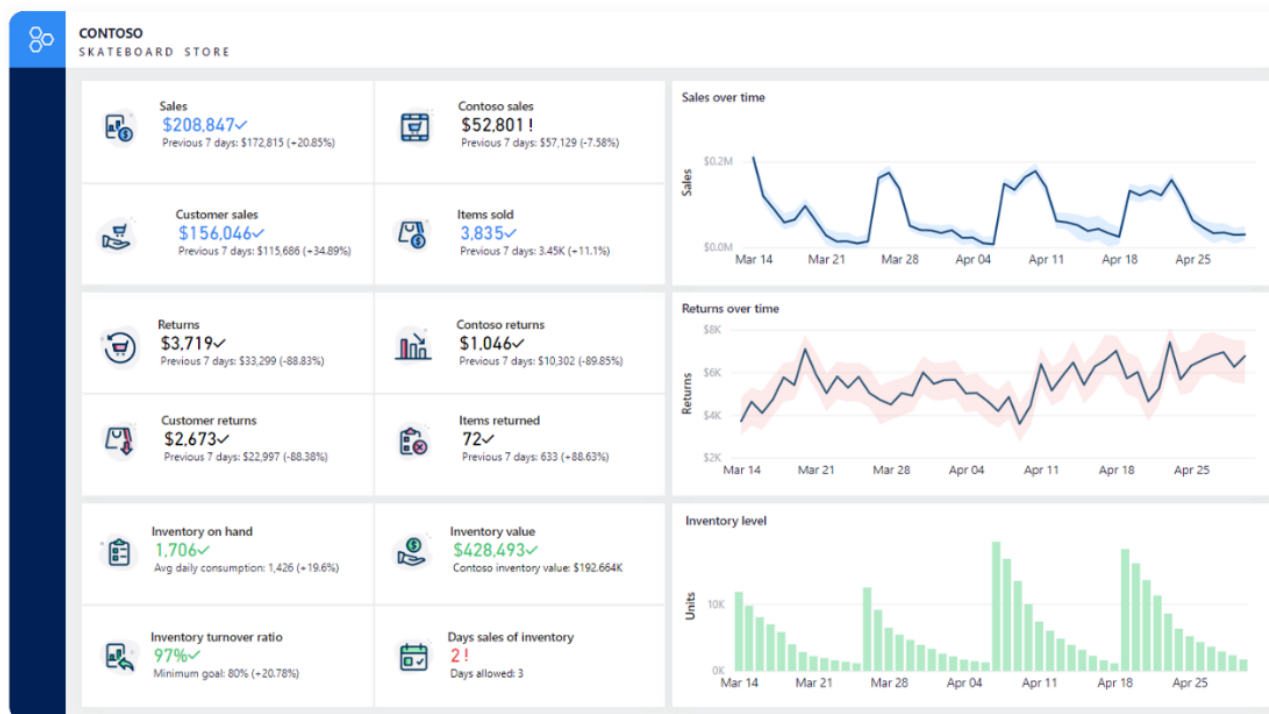 CONTOSO
SKATEBOARD STORE
Sales
$208,847✓
Previous 7 days: $172,815 (+20.85%)
Contoso sales
$52,801 !
Previous 7 days: $57,129 (-7.58%)
Customer sales
$156,046✓
Previous 7 days: $115,686 (+34.89%)
Items sold
3,835✓
Previous 7 days: 3.45K (+11.1%)
Returns
$3,719✓
Previous 7 days: $33,299 (-88.83%)
Contoso returns
$1,046✓
Previous 7 days: $10,302 (-89.85%)
Customer returns
$2,673✓
Previous 7 days: $22,997 (-88.38%)
Items returned
72✓
Previous 7 days: 633 (+88.63%)
Inventory on hand
1,706✓
Avg daily consumption: 1,426 (+19.6%)
Inventory value
$428,493✓
Contoso inventory value: $192.664K
Inventory turnover ratio
97%✓
Minimum goal: 80% (+20.78%)
Days sales of inventory
2 !
Days allowed: 3
Sales over time
Sales
$0.2M
$0.0M
Mar 14 Mar 21 Mar 28 Apr 04 Apr 11 Apr 18 Apr 25
Returns over time
Returns
$8K
$6K
$4K
$2K
Mar 14 Mar 21 Mar 28 Apr 04 Apr 11 Apr 18 Apr 25
Inventory level
Units
10K
0K
Mar 14 Mar 21 Mar 28 Apr 04 Apr 11 Apr 18 Apr 25